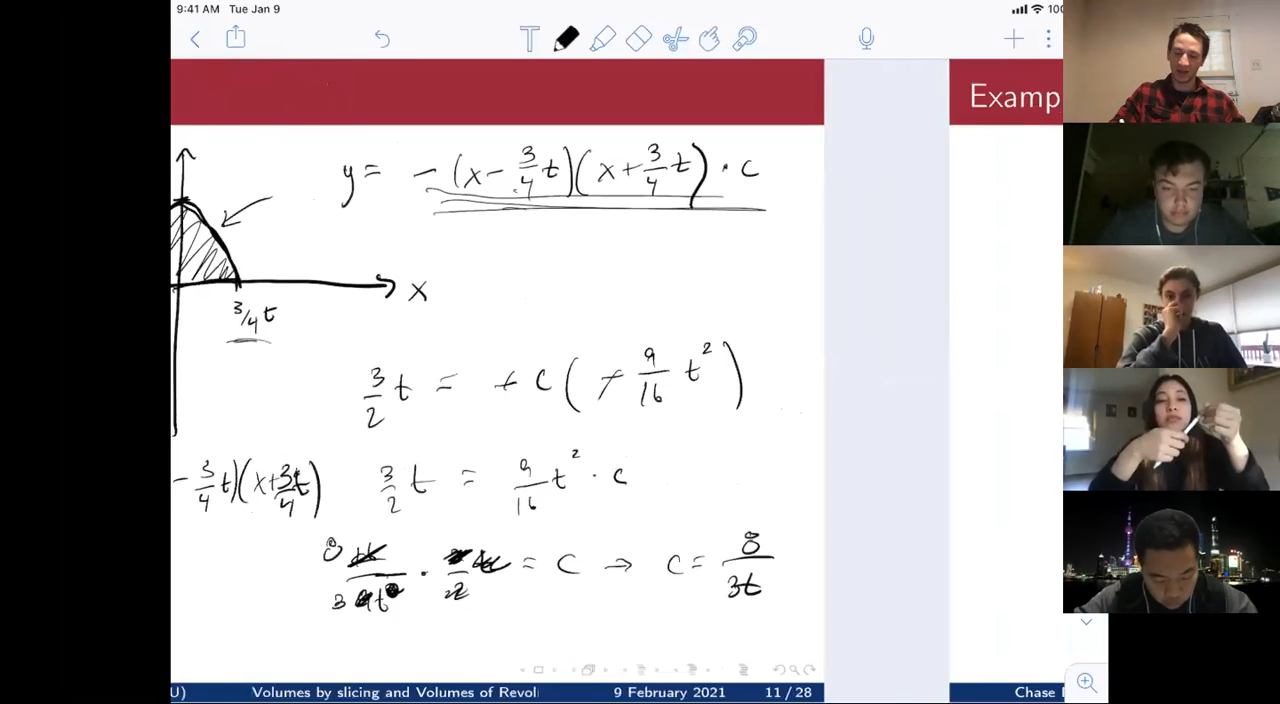 9:41 AM Tue Jan 9
Examp
y = - (x - 3/4 t)(x + 3/4 t) · c
x
3/4 t
3/2 t = + c (+ 9/16 t²)
- 3/4 t)(x + 3t/4) 3/2 t = 9/16 t² · c
= c → c = 8/3t
U) Volumes by slicing and Volumes of Revol 9 February 2021 11 / 28 Chase